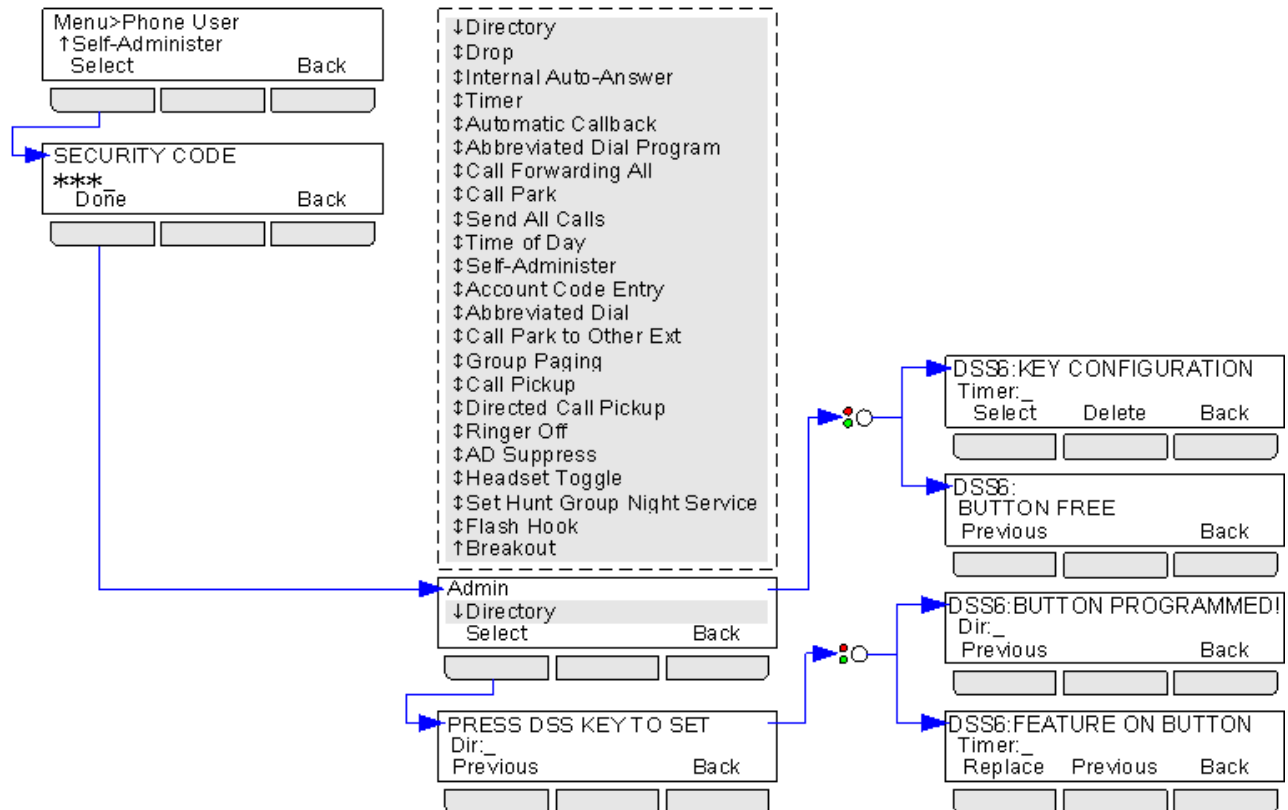 Menu>Phone User
↑Self-Administer
Select Back
SECURITY CODE
***_
Done Back
↓Directory
↕Drop
↕Internal Auto-Answer
↕Timer
↕Automatic Callback
↕Abbreviated Dial Program
↕Call Forwarding All
↕Call Park
↕Send All Calls
↕Time of Day
↕Self-Administer
↕Account Code Entry
↕Abbreviated Dial
↕Call Park to Other Ext
↕Group Paging
↕Call Pickup
↕Directed Call Pickup
↕Ringer Off
↕AD Suppress
↕Headset Toggle
↕Set Hunt Group Night Service
↕Flash Hook
↑Breakout
Admin
↓Directory
Select Back
PRESS DSS KEY TO SET
Dir:_
Previous Back
DSS6:KEY CONFIGURATION
Timer:_
Select Delete Back
DSS6:
BUTTON FREE
Previous Back
DSS6:BUTTON PROGRAMMED!
Dir:_
Previous Back
DSS6:FEATURE ON BUTTON
Timer:_
Replace Previous Back